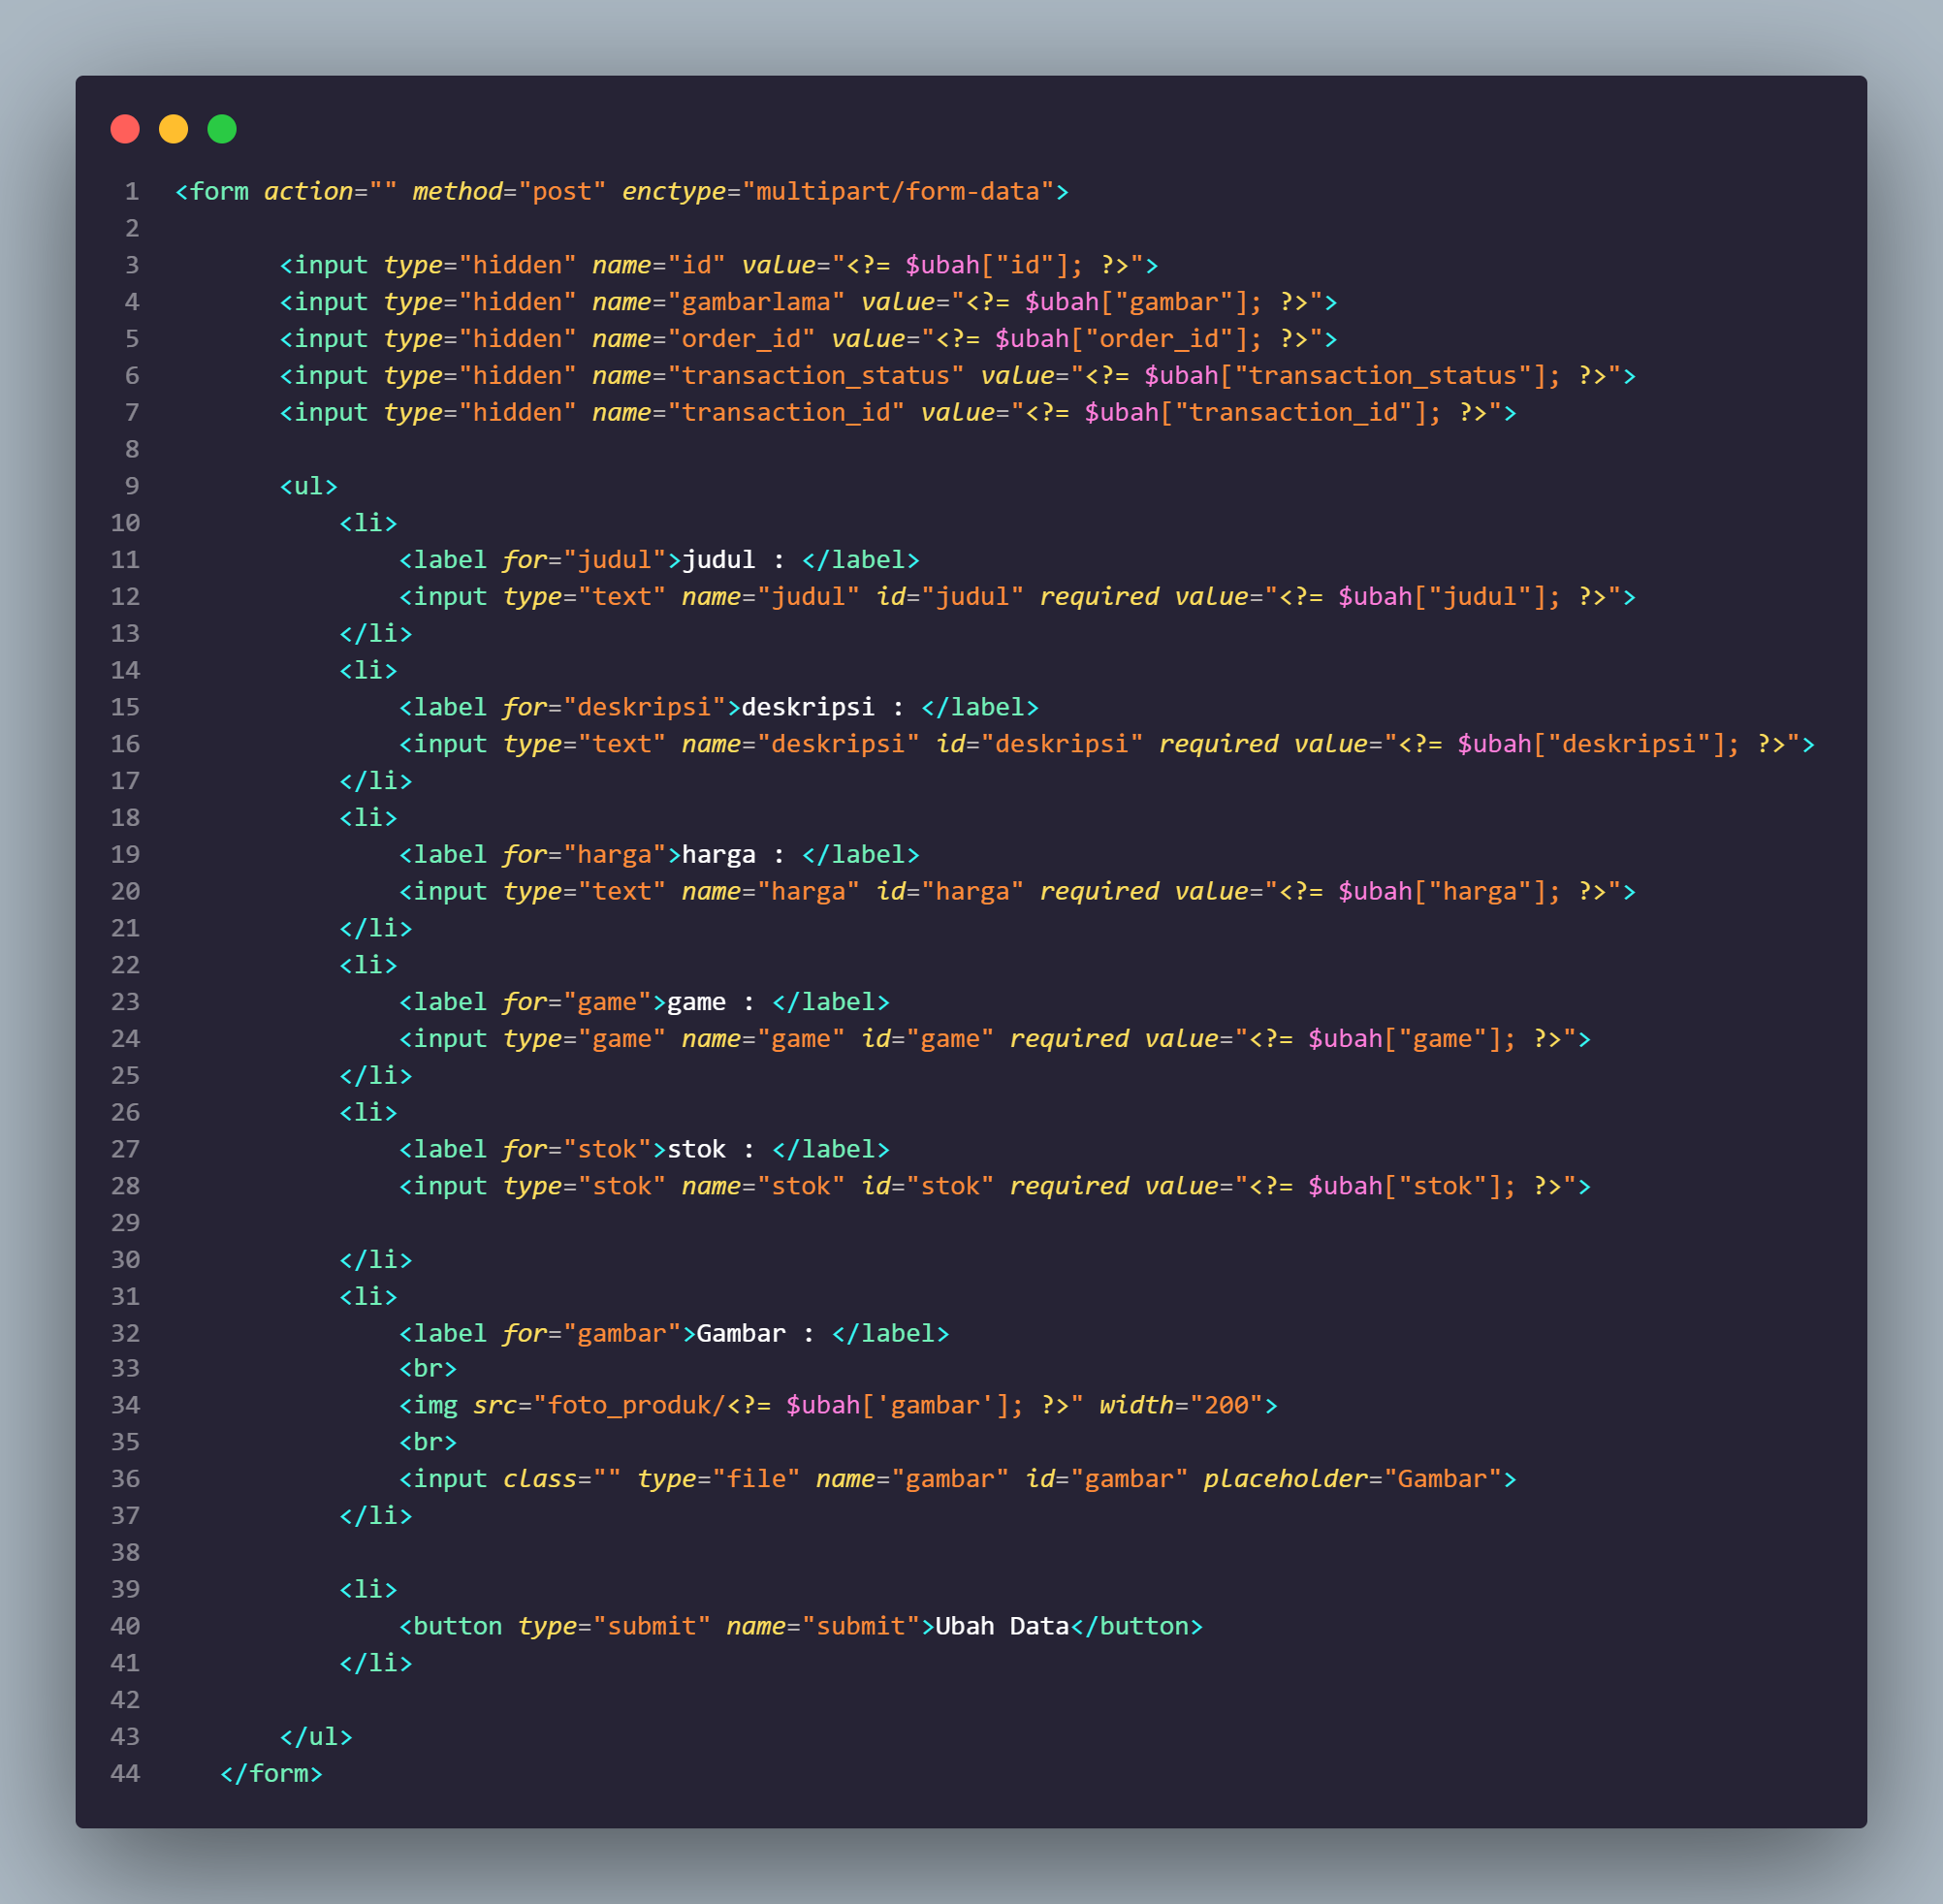 1 <form action="" method="post" enctype="multipart/form-data">
2
3 <input type="hidden" name="id" value="<?= $ubah["id"]; ?>">
4 <input type="hidden" name="gambarlama" value="<?= $ubah["gambar"]; ?>">
5 <input type="hidden" name="order_id" value="<?= $ubah["order_id"]; ?>">
6 <input type="hidden" name="transaction_status" value="<?= $ubah["transaction_status"]; ?>">
7 <input type="hidden" name="transaction_id" value="<?= $ubah["transaction_id"]; ?>">
8
9 <ul>
10 <li>
11 <label for="judul">judul : </label>
12 <input type="text" name="judul" id="judul" required value="<?= $ubah["judul"]; ?>">
13 </li>
14 <li>
15 <label for="deskripsi">deskripsi : </label>
16 <input type="text" name="deskripsi" id="deskripsi" required value="<?= $ubah["deskripsi"]; ?>">
17 </li>
18 <li>
19 <label for="harga">harga : </label>
20 <input type="text" name="harga" id="harga" required value="<?= $ubah["harga"]; ?>">
21 </li>
22 <li>
23 <label for="game">game : </label>
24 <input type="game" name="game" id="game" required value="<?= $ubah["game"]; ?>">
25 </li>
26 <li>
27 <label for="stok">stok : </label>
28 <input type="stok" name="stok" id="stok" required value="<?= $ubah["stok"]; ?>">
29
30 </li>
31 <li>
32 <label for="gambar">Gambar : </label>
33 <br>
34 <img src="foto_produk/<?= $ubah['gambar']; ?>" width="200">
35 <br>
36 <input class="" type="file" name="gambar" id="gambar" placeholder="Gambar">
37 </li>
38
39 <li>
40 <button type="submit" name="submit">Ubah Data</button>
41 </li>
42
43 </ul>
44 </form>